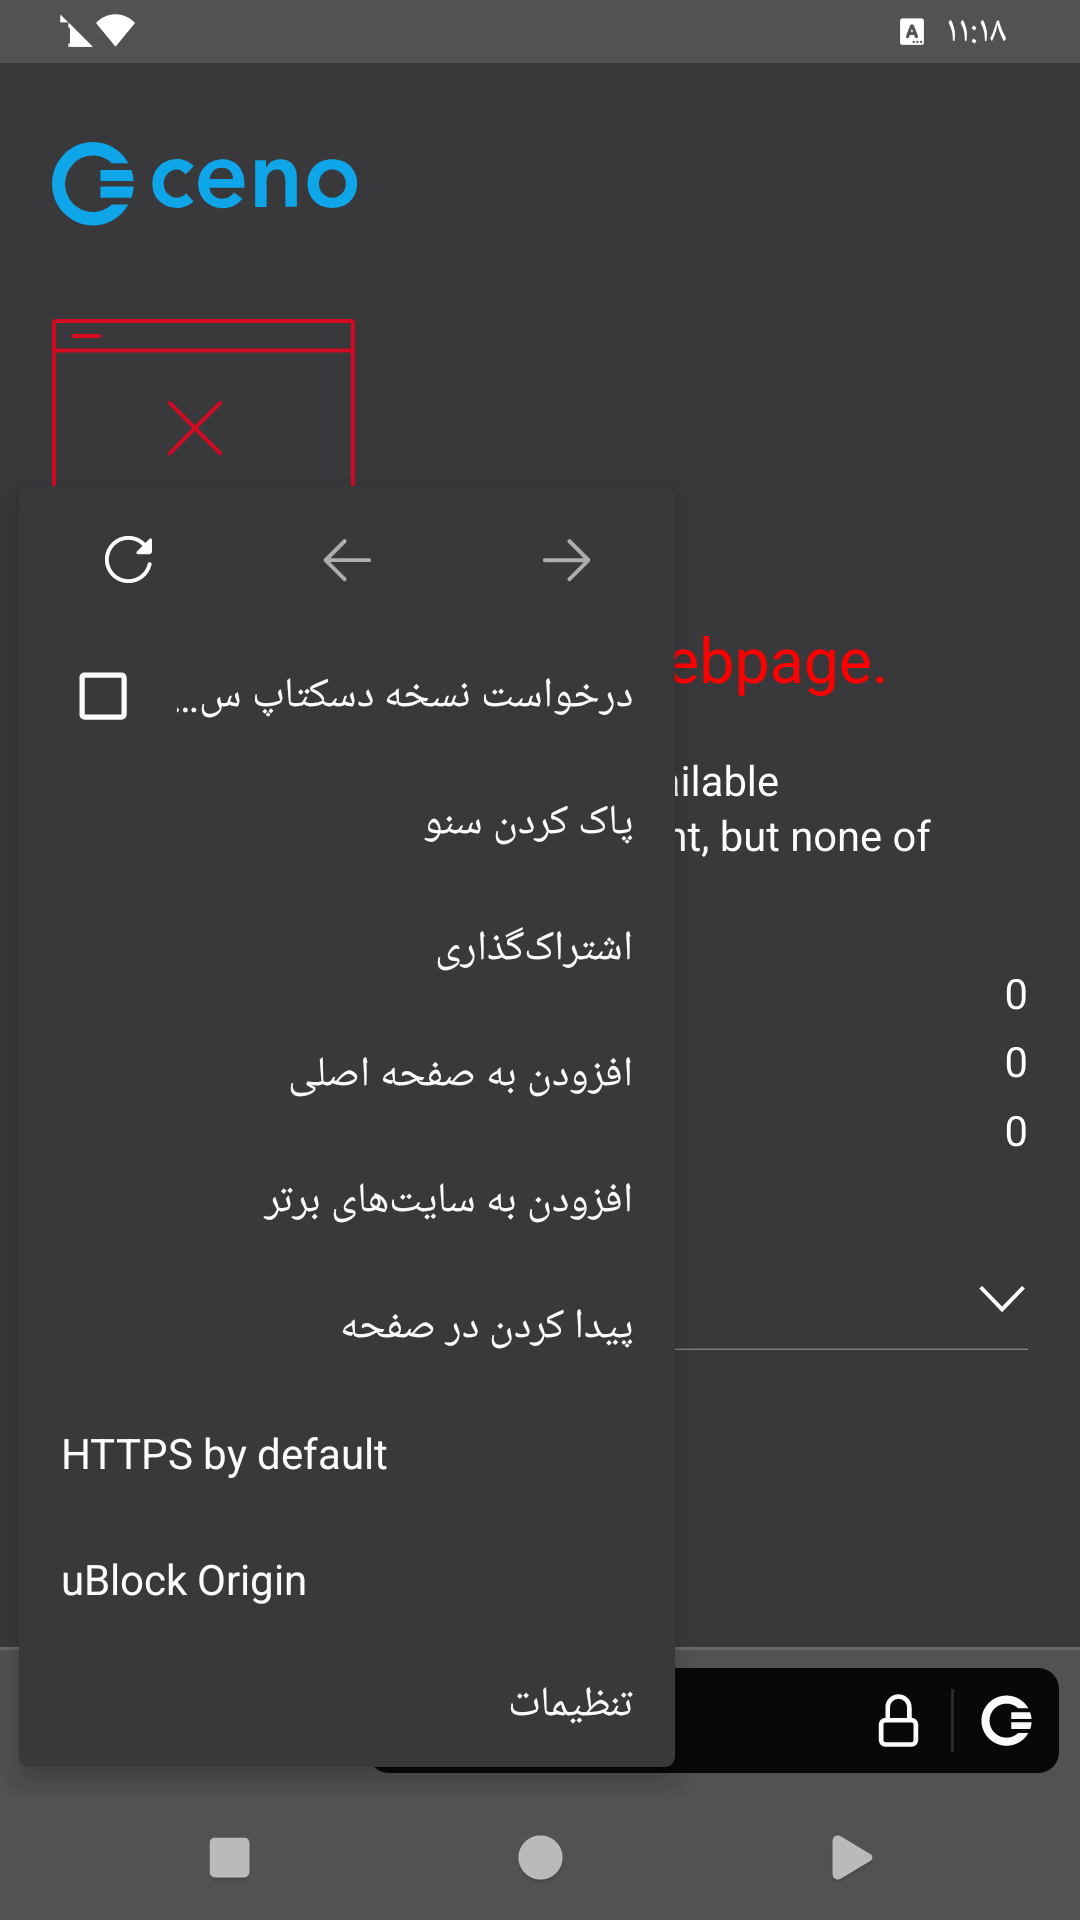 ۱۱:۱۸
ceno
درخواست نسخه دسکتاپ س...
پاک کردن سنو
اشتراک‌گذاری
افزودن به صفحه اصلی
افزودن به سایت‌های برتر
پیدا کردن در صفحه
HTTPS by default
uBlock Origin
تنظیمات
ebpage.
ilable
nt, but none of
0
0
0